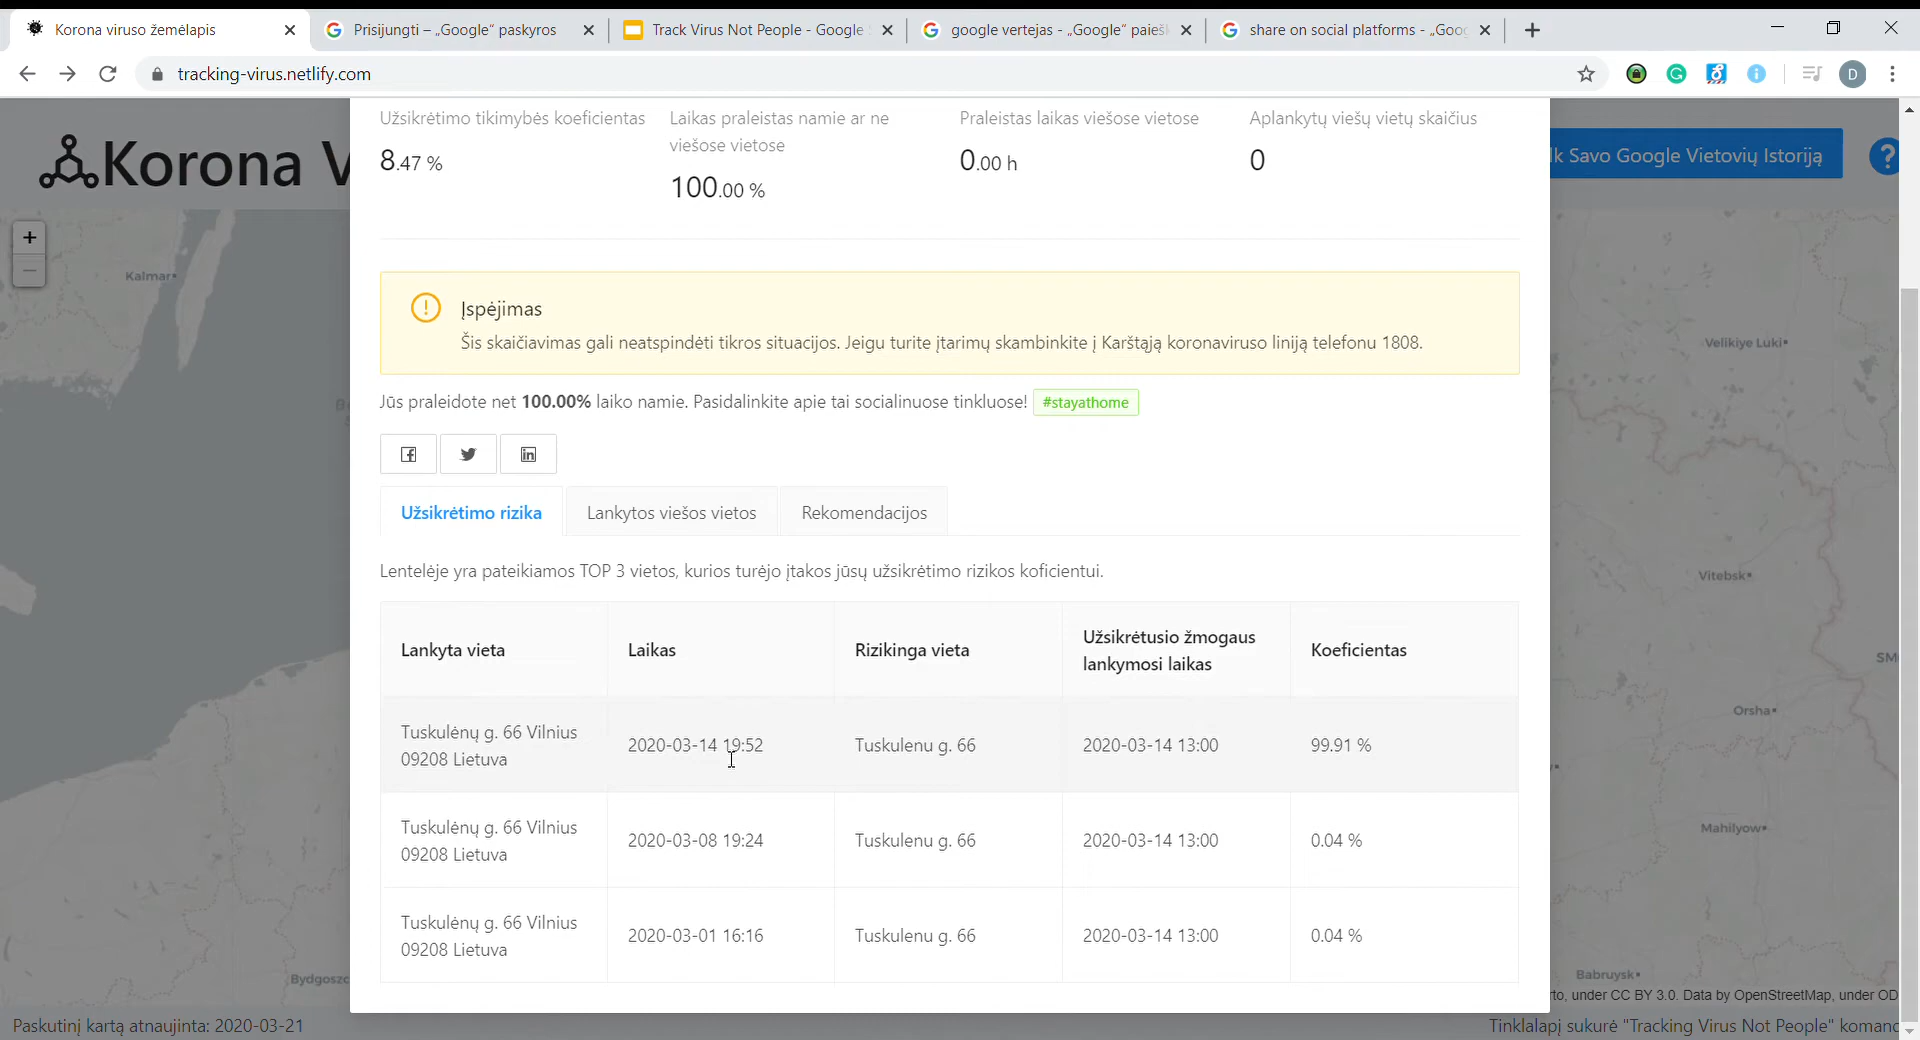 Korona viruso žemėlapis
Prisijungti – „Google“ paskyros
Track Virus Not People - Google
google vertejas - „Google“
share on social platforms -
tracking-virus.netlify.com
D
Korona V
Savo Google Vietovių Istoriją
?
+
−
Užsikrėtimo tikimybės koeficientas
8.47 %
Laikas praleistas namie ar ne
viešose vietose
100.00 %
Praleistas laikas viešose vietose
0.00 h
Aplankytų viešų vietų skaičius
0
Įspėjimas
Šis skaičiavimas gali neatspindėti tikros situacijos. Jeigu turite įtarimų skambinkite į Karštąją koronaviruso liniją telefonu 1808.
Jūs praleidote net 100.00% laiko namie. Pasidalinkite apie tai socialinuose tinkluose! #stayathome
Užsikrėtimo rizika
Lankytos viešos vietos
Rekomendacijos
Lentelėje yra pateikiamos TOP 3 vietos, kurios turėjo įtakos jūsų užsikrėtimo rizikos koficientui.
Lankyta vieta
Laikas
Rizikinga vieta
Užsikrėtusio žmogaus
lankymosi laikas
Koeficientas
Tuskulėnų g. 66 Vilnius
09208 Lietuva
2020-03-14 19:52
Tuskulenu g. 66
2020-03-14 13:00
99.91 %
Tuskulėnų g. 66 Vilnius
09208 Lietuva
2020-03-08 19:24
Tuskulenu g. 66
2020-03-14 13:00
0.04 %
Tuskulėnų g. 66 Vilnius
09208 Lietuva
2020-03-01 16:16
Tuskulenu g. 66
2020-03-14 13:00
0.04 %
Kalmar
Velikiye Luki
Vitebsk
SM
Orsha
Mahilyow
Babruysk
Bydgoszc
under CC BY 3.0. Data by OpenStreetMap, under OD
Paskutinį kartą atnaujinta: 2020-03-21
Tinklalapį sukurė "Tracking Virus Not People" koman